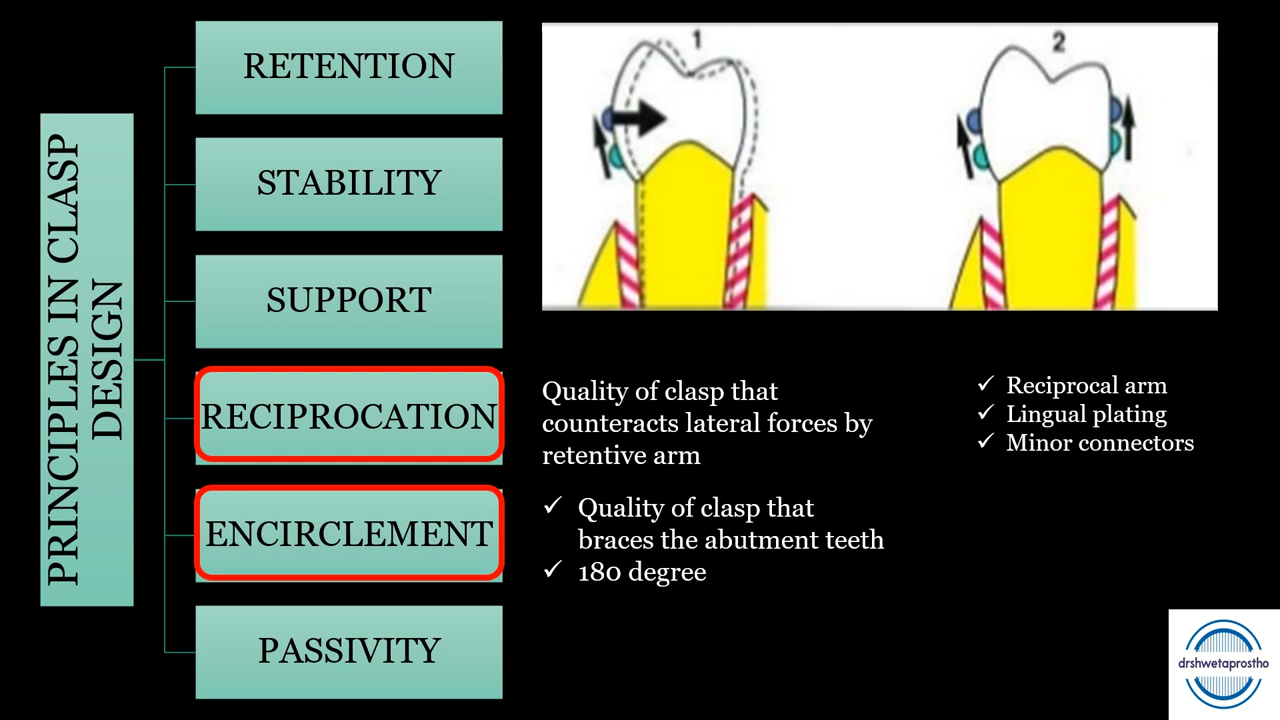 PRINCIPLES IN CLASP
DESIGN
RETENTION
STABILITY
SUPPORT
RECIPROCATION
ENCIRCLEMENT
PASSIVITY
1
2
Quality of clasp that
counteracts lateral forces by
retentive arm
✓ Reciprocal arm
✓ Lingual plating
✓ Minor connectors
✓ Quality of clasp that
braces the abutment teeth
✓ 180 degree
drshwetaprostho